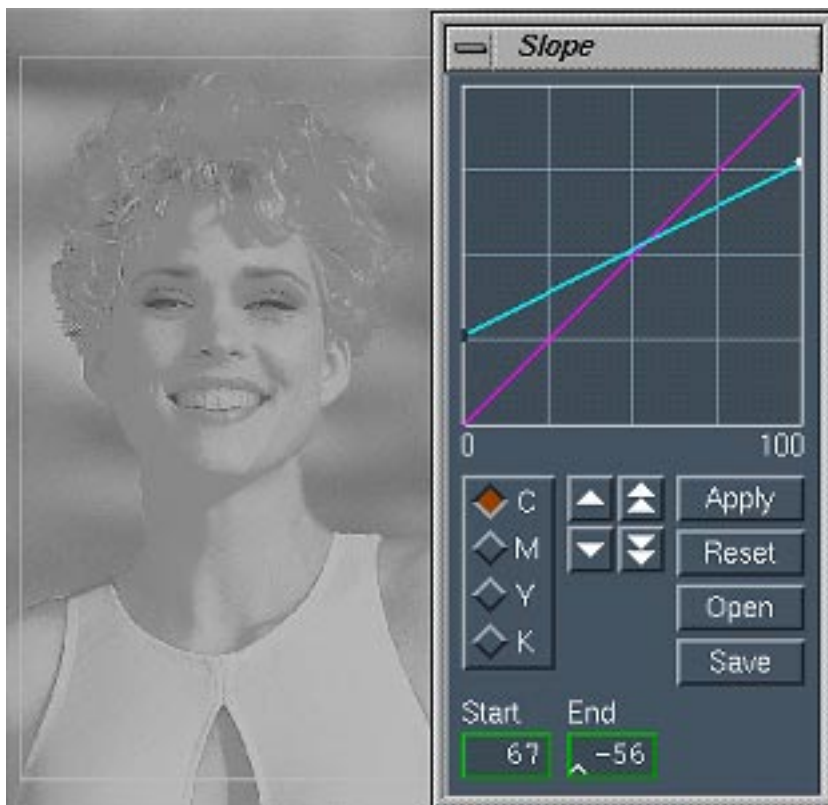 Slope
0 100
C
M
Y
K
Apply
Reset
Open
Save
Start End
67 -56